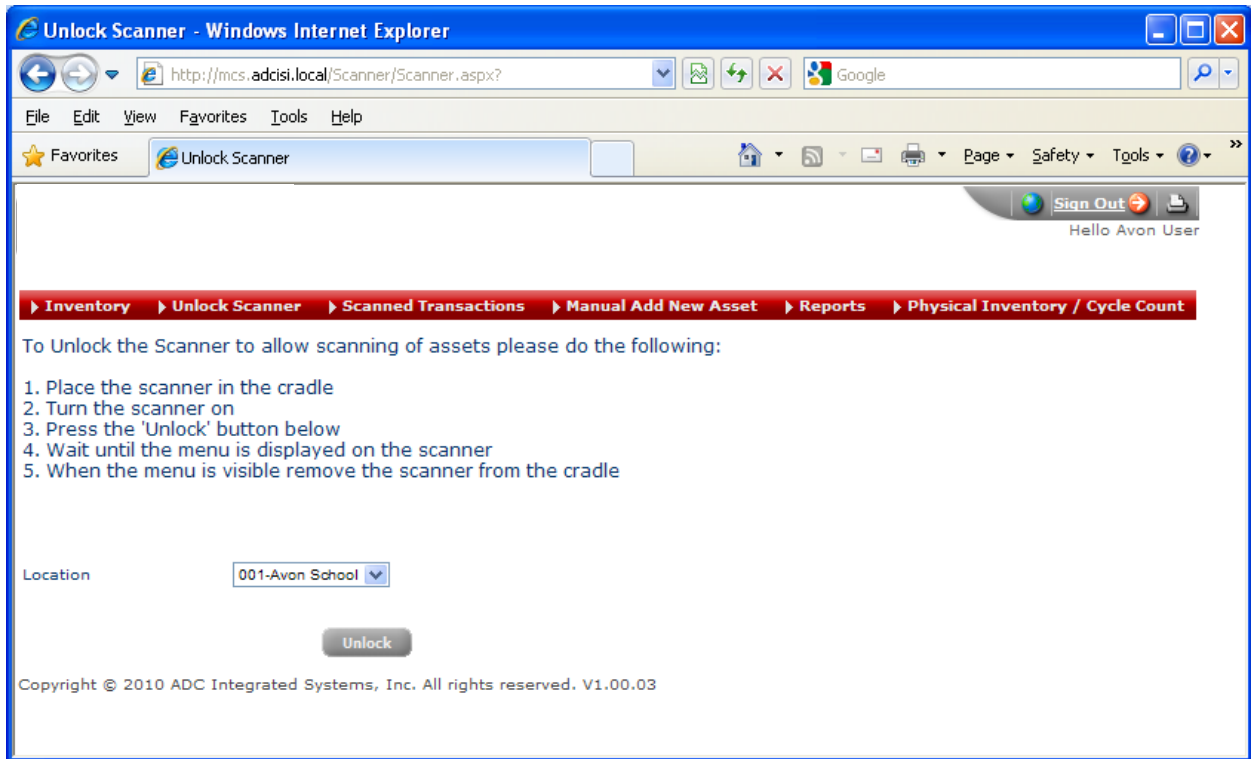 Unlock Scanner - Windows Internet Explorer
http://mcs.adcisi.local/Scanner/Scanner.aspx?
Google
File Edit View Favorites Tools Help
Favorites
Unlock Scanner
Page
Safety
Tools
Sign Out
Hello Avon User
Inventory
Unlock Scanner
Scanned Transactions
Manual Add New Asset
Reports
Physical Inventory / Cycle Count
To Unlock the Scanner to allow scanning of assets please do the following:
1. Place the scanner in the cradle
2. Turn the scanner on
3. Press the 'Unlock' button below
4. Wait until the menu is displayed on the scanner
5. When the menu is visible remove the scanner from the cradle
Location
001-Avon School
Unlock
Copyright © 2010 ADC Integrated Systems, Inc. All rights reserved. V1.00.03